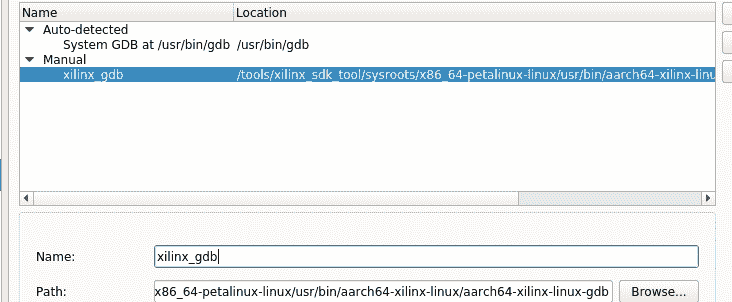 Name Location
Auto-detected
System GDB at /usr/bin/gdb /usr/bin/gdb
Manual
xilinx_gdb /tools/xilinx_sdk_tool/sysroots/x86_64-petalinux-linux/usr/bin/aarch64-xilinx-linu
Name: xilinx_gdb
Path: x86_64-petalinux-linux/usr/bin/aarch64-xilinx-linux/aarch64-xilinx-linux-gdb Browse...